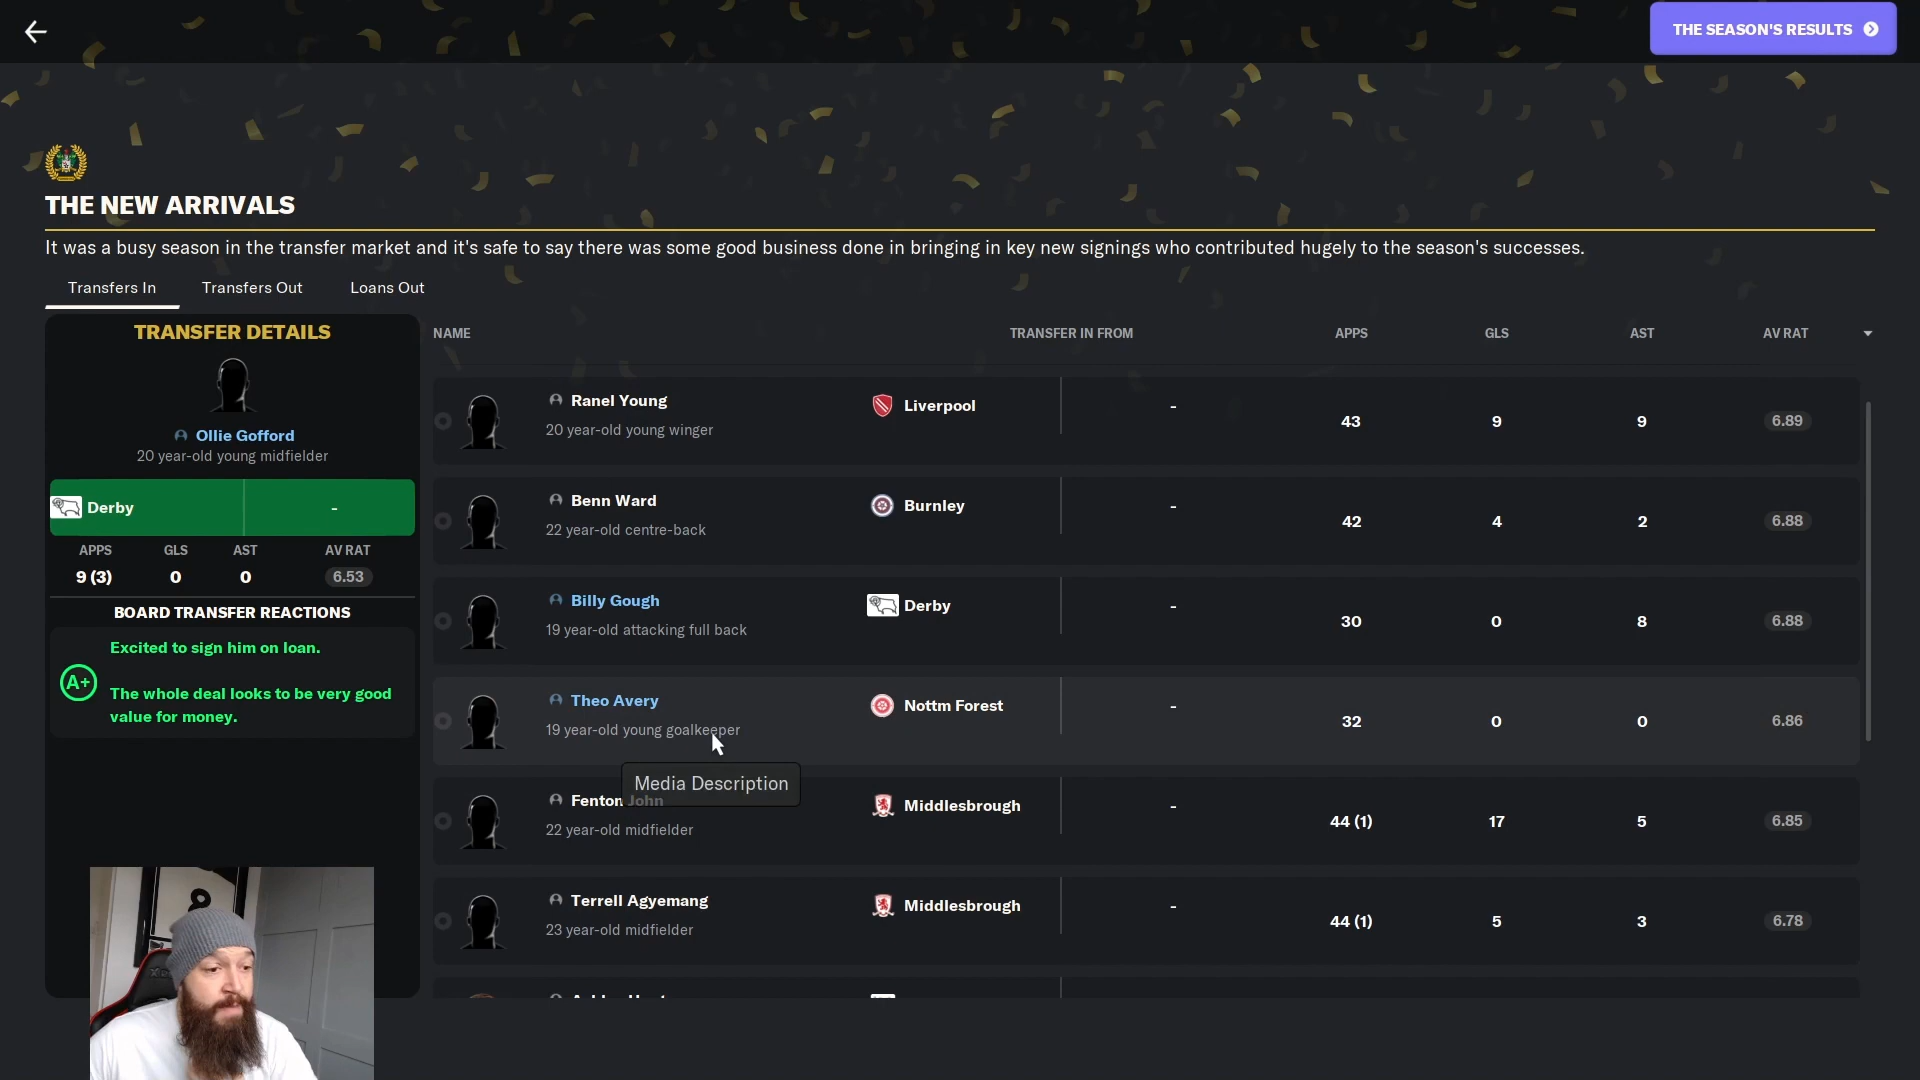 THE SEASON'S RESULTS
THE NEW ARRIVALS
It was a busy season in the transfer market and it's safe to say there was some good business done in bringing in key new signings who contributed hugely to the season's successes.
Transfers In Transfers Out Loans Out
TRANSFER DETAILS
Ollie Gofford
20 year-old young midfielder
Derby -
APPS GLS AST AV RAT
9 (3) 0 0 6.53
BOARD TRANSFER REACTIONS
A+
Excited to sign him on loan.
The whole deal looks to be very good
value for money.
NAME TRANSFER IN FROM APPS GLS AST AV RAT
Ranel Young Liverpool - 43 9 9 6.89
20 year-old young winger
Benn Ward Burnley - 42 4 2 6.88
22 year-old centre-back
Billy Gough Derby - 30 0 8 6.88
19 year-old attacking full back
Theo Avery Nottm Forest - 32 0 0 6.86
19 year-old young goalkeeper
Media Description
Fenton John Middlesbrough - 44 (1) 17 5 6.85
22 year-old midfielder
Terrell Agyemang Middlesbrough - 44 (1) 5 3 6.78
23 year-old midfielder